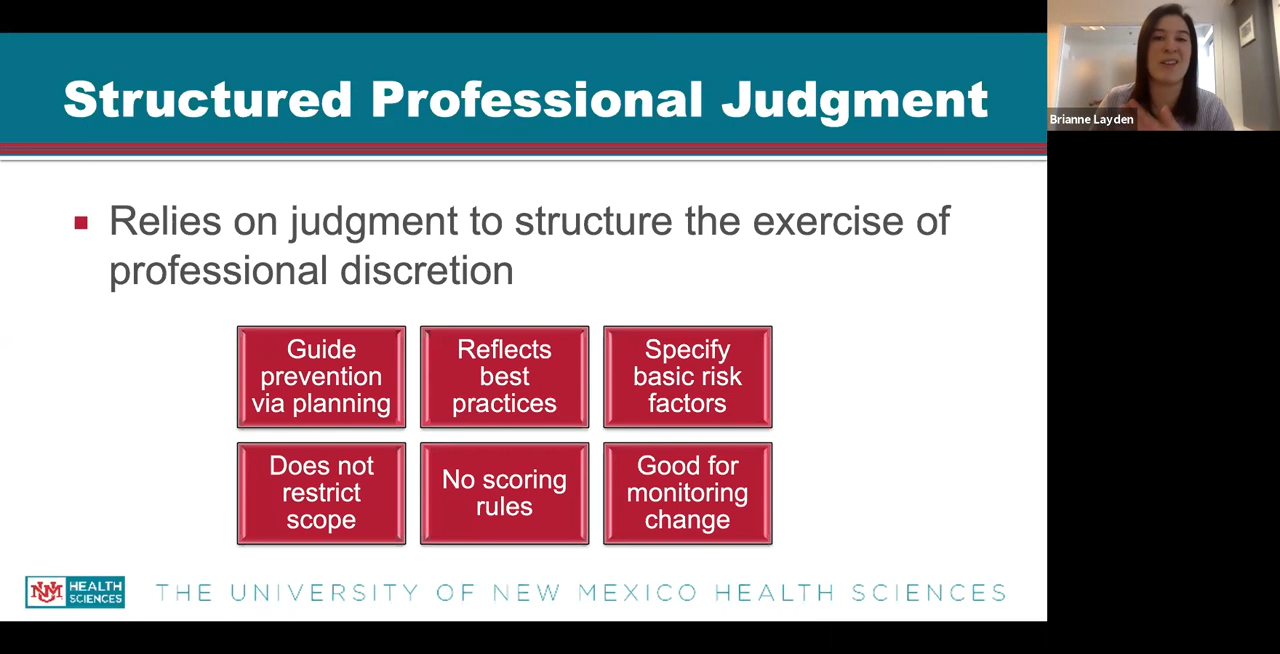 Structured Professional Judgment
Brianne Layden
Relies on judgment to structure the exercise of
professional discretion
Guide
prevention
via planning
Reflects
best
practices
Specify
basic risk
factors
Does not
restrict
scope
No scoring
rules
Good for
monitoring
change
UNM HEALTH
SCIENCES
THE UNIVERSITY OF NEW MEXICO HEALTH SCIENCES